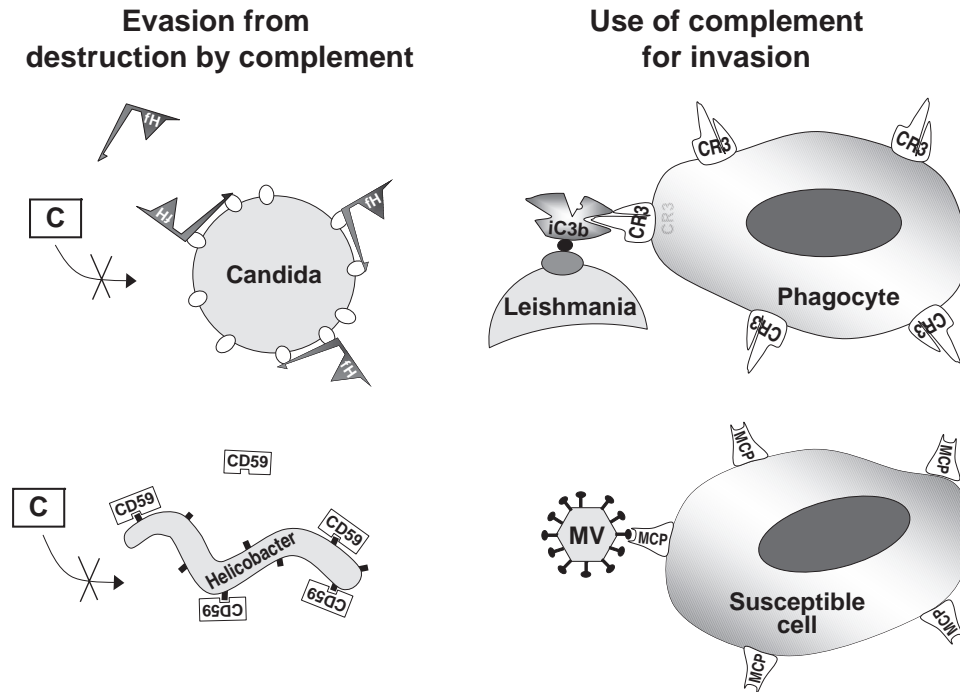 Evasion from
destruction by complement
Use of complement
for invasion
fH
C
fH
fH
Candida
fH
CR3
CR3
iC3b
CR3
CR3
Leishmania
Phagocyte
CR3
CR3
CD59
C
CD59
CD59
Helicobacter
CD59
CD59
MCP
MCP
MV
MCP
Susceptible
cell
MCP
MCP